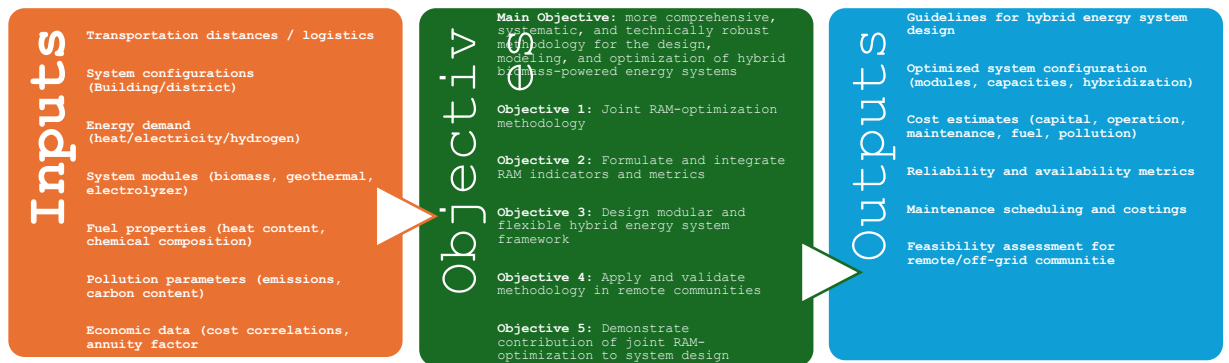 Inputs
Transportation distances / logistics
System configurations
(Building/district)
Energy demand
(heat/electricity/hydrogen)
System modules (biomass, geothermal,
electrolyzer)
Fuel properties (heat content,
chemical composition)
Pollution parameters (emissions,
carbon content)
Economic data (cost correlations,
annuity factor
Objectiv
es
Main Objective: more comprehensive,
systematic, and technically robust
methodology for the design,
modeling, and optimization of hybrid
biomass-powered energy systems
Objective 1: Joint RAM-optimization
methodology
Objective 2: Formulate and integrate
RAM indicators and metrics
Objective 3: Design modular and
flexible hybrid energy system
framework
Objective 4: Apply and validate
methodology in remote communities
Objective 5: Demonstrate
contribution of joint RAM-
optimization to system design
Outputs
Guidelines for hybrid energy system
design
Optimized system configuration
(modules, capacities, hybridization)
Cost estimates (capital, operation,
maintenance, fuel, pollution)
Reliability and availability metrics
Maintenance scheduling and costings
Feasibility assessment for
remote/off-grid communitie